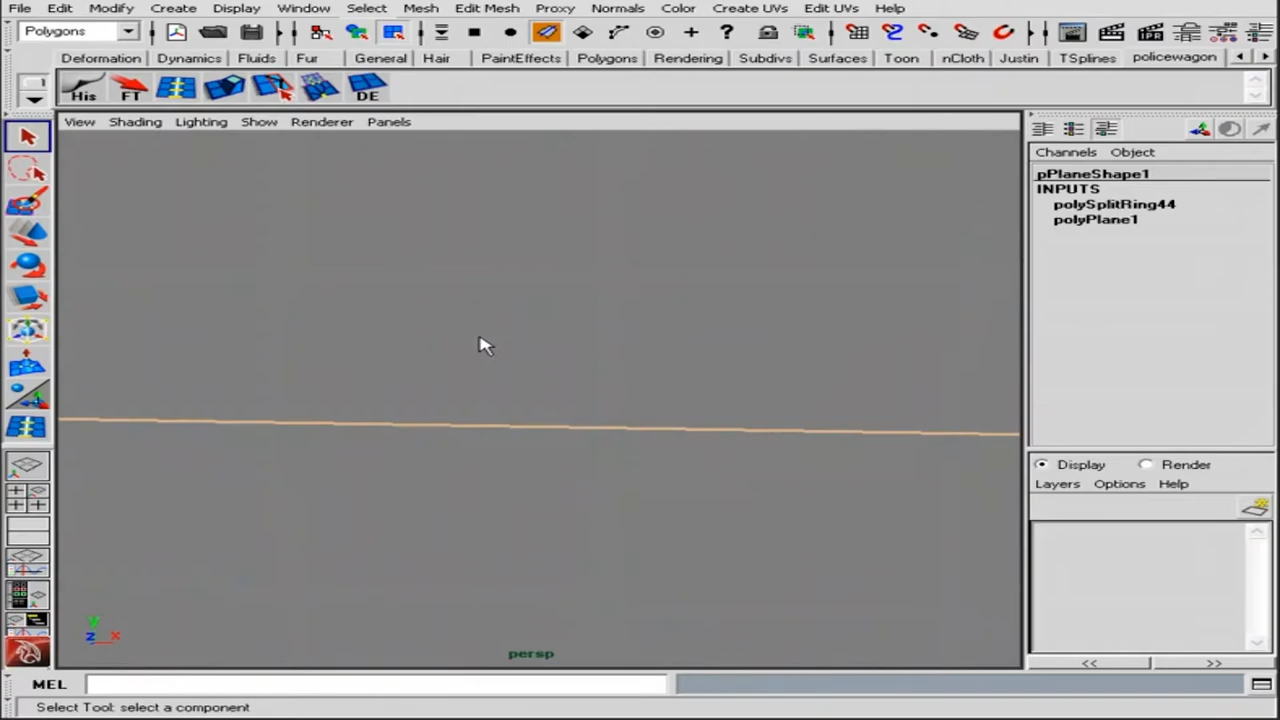 File Edit Modify Create Display Window Select Mesh Edit Mesh Proxy Normals Color Create UVs Edit UVs Help
Polygons
Deformation Dynamics Fluids Fur General Hair PaintEffects Polygons Rendering Subdivs Surfaces Toon nCloth Justin TSplines policewagon
His FT DE
View Shading Lighting Show Renderer Panels
Channels Object
pPlaneShape1
INPUTS
polySplitRing44
polyPlane1
Display Render
Layers Options Help
y
z x
persp
<< >>
MEL
Select Tool: select a component